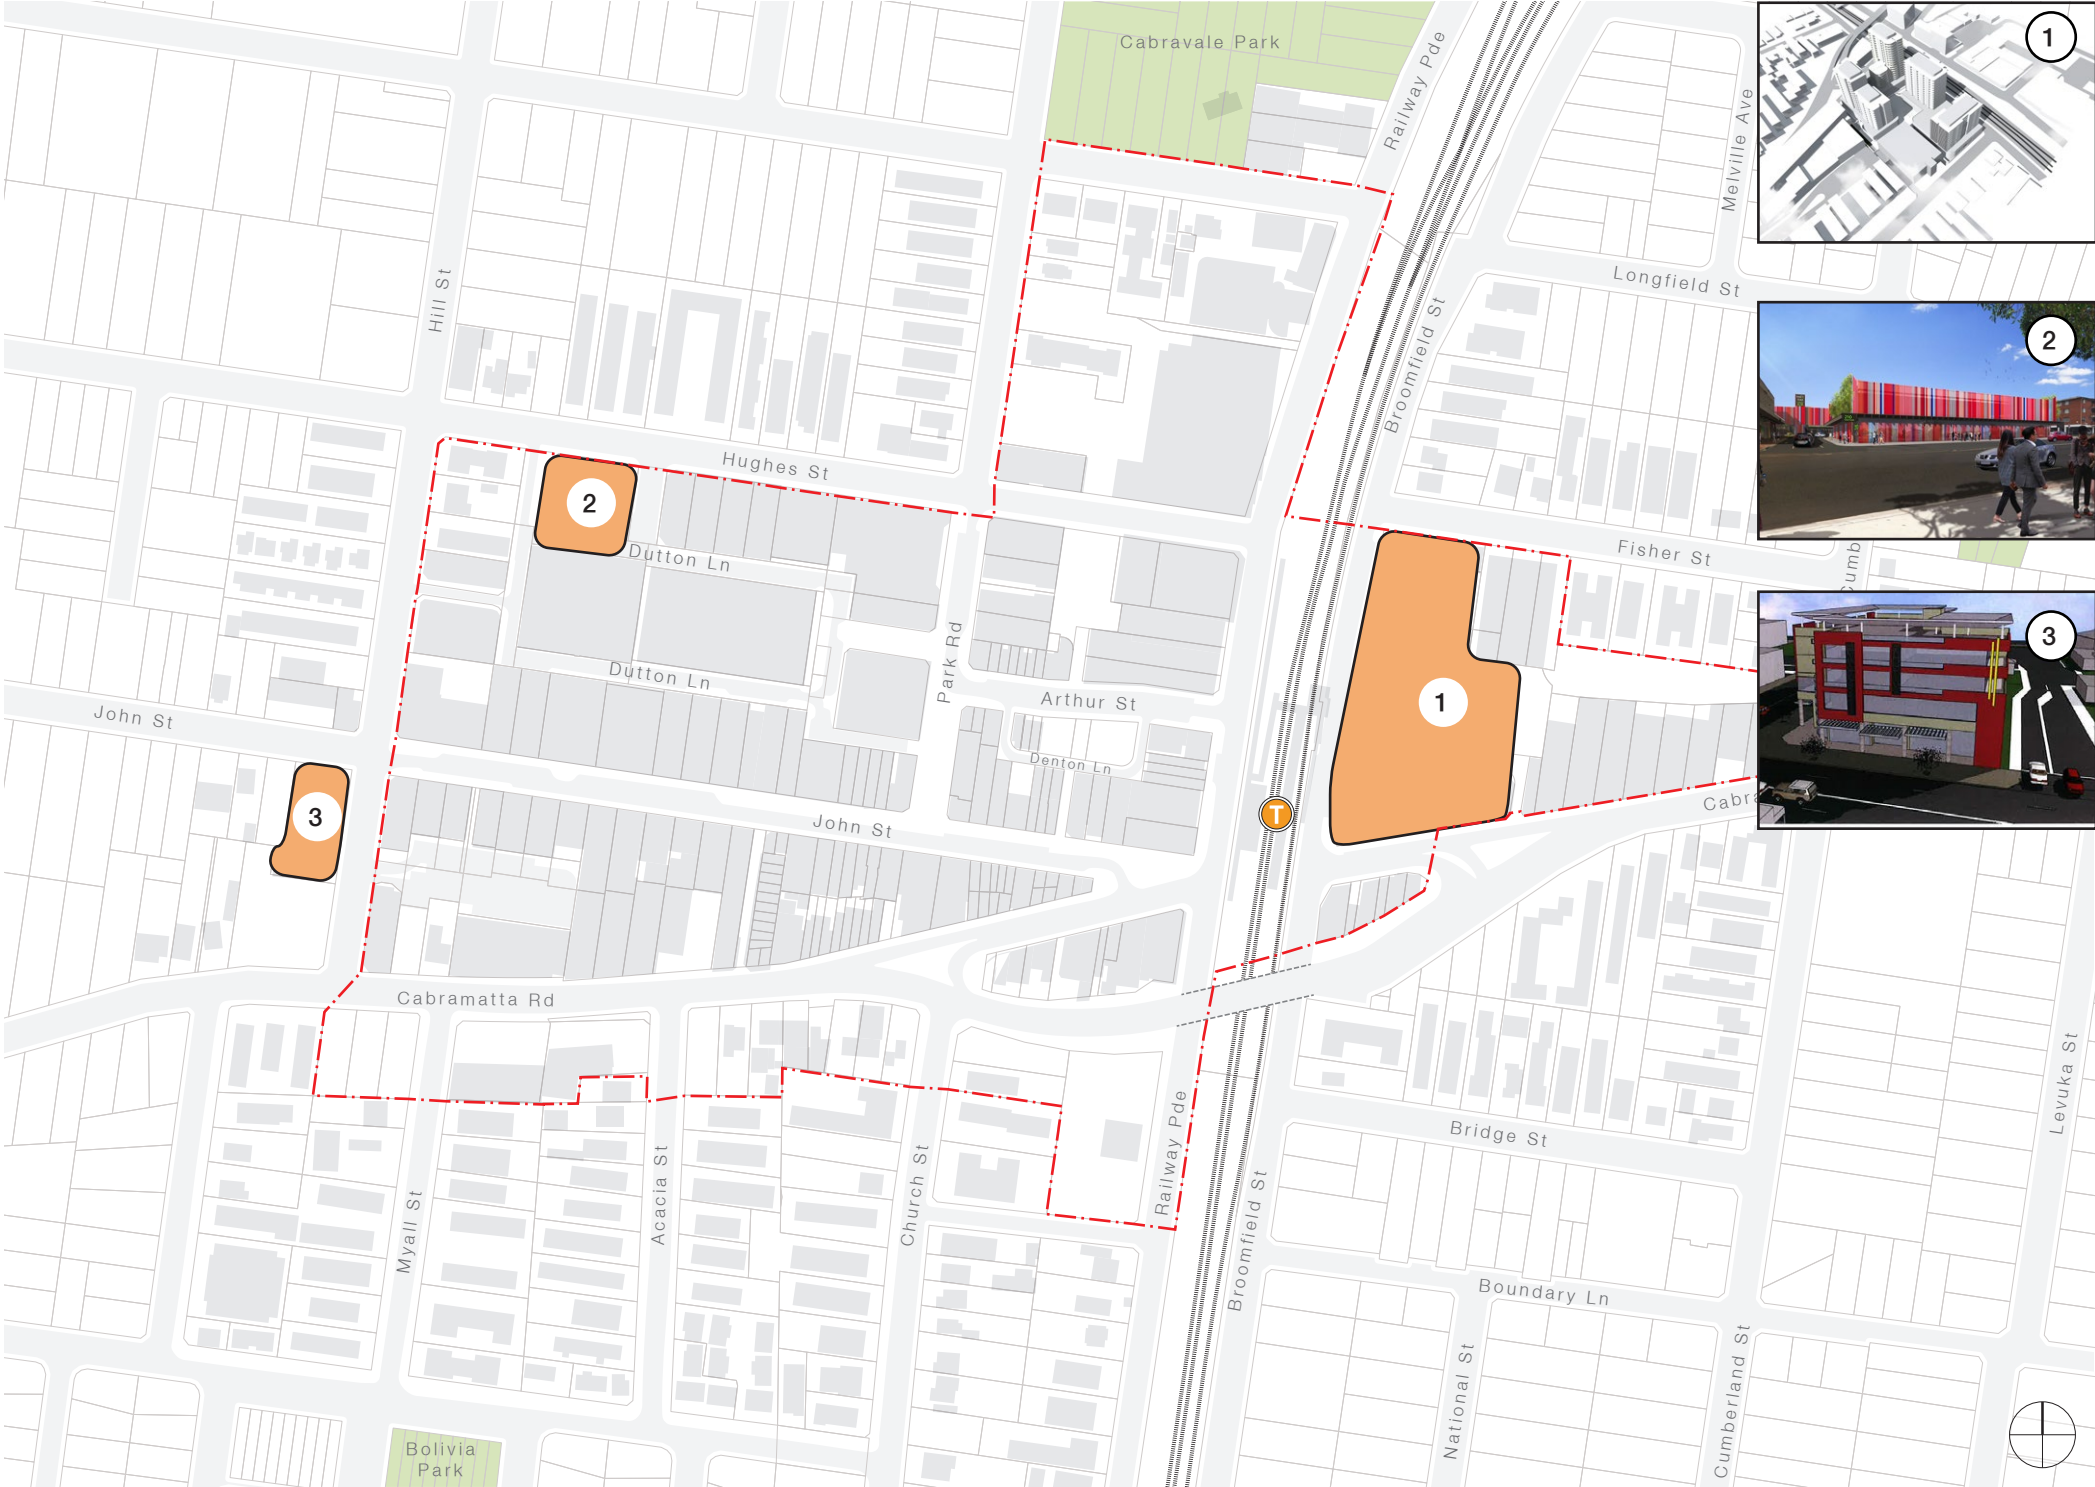 Cabravale Park
Railway Pde
Melville Ave
1
Longfield St
Hill St
Broomfield St
2
Hughes St
2
Dutton Ln
Fisher St
Cumb
3
Dutton Ln
Park Rd
Arthur St
1
John St
Denton Ln
3
John St
T
Cabra
Cabramatta Rd
Levuka St
Railway Pde
Bridge St
Myall St
Acacia St
Church St
Broomfield St
Boundary Ln
National St
Cumberland St
Bolivia
Park